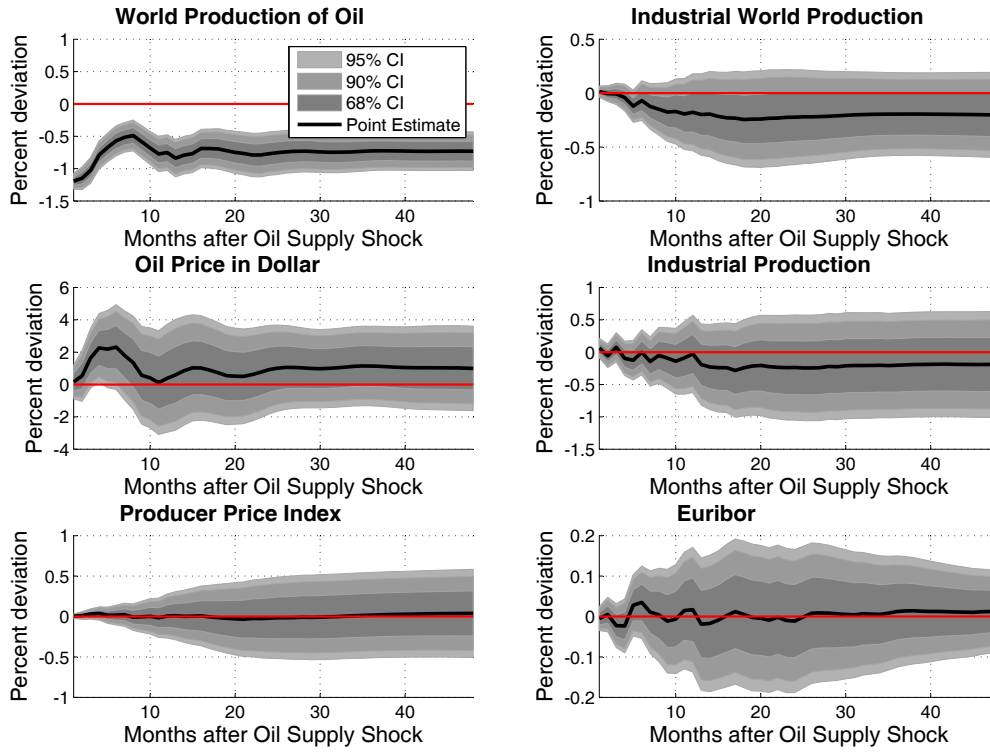 World Production of Oil
Percent deviation
1
0.5
0
-0.5
-1
-1.5
95% CI
90% CI
68% CI
Point Estimate
10 20 30 40
Months after Oil Supply Shock
Industrial World Production
Percent deviation
0.5
0
-0.5
-1
10 20 30 40
Months after Oil Supply Shock
Oil Price in Dollar
Percent deviation
6
4
2
0
-2
-4
10 20 30 40
Months after Oil Supply Shock
Industrial Production
Percent deviation
1
0.5
0
-0.5
-1
-1.5
10 20 30 40
Months after Oil Supply Shock
Producer Price Index
Percent deviation
1
0.5
0
-0.5
-1
10 20 30 40
Months after Oil Supply Shock
Euribor
Percent deviation
0.2
0.1
0
-0.1
-0.2
10 20 30 40
Months after Oil Supply Shock